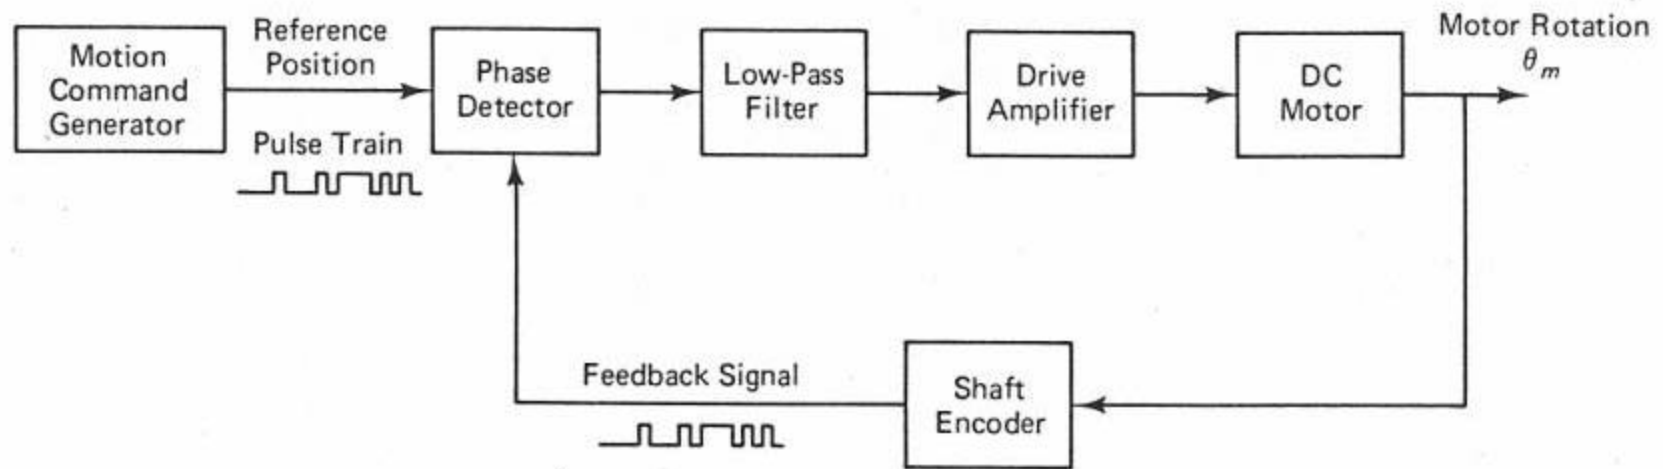 Motion
Command
Generator
Reference
Position
Pulse Train
Phase
Detector
Low-Pass
Filter
Drive
Amplifier
DC
Motor
Motor Rotation
θm
Feedback Signal
Shaft
Encoder